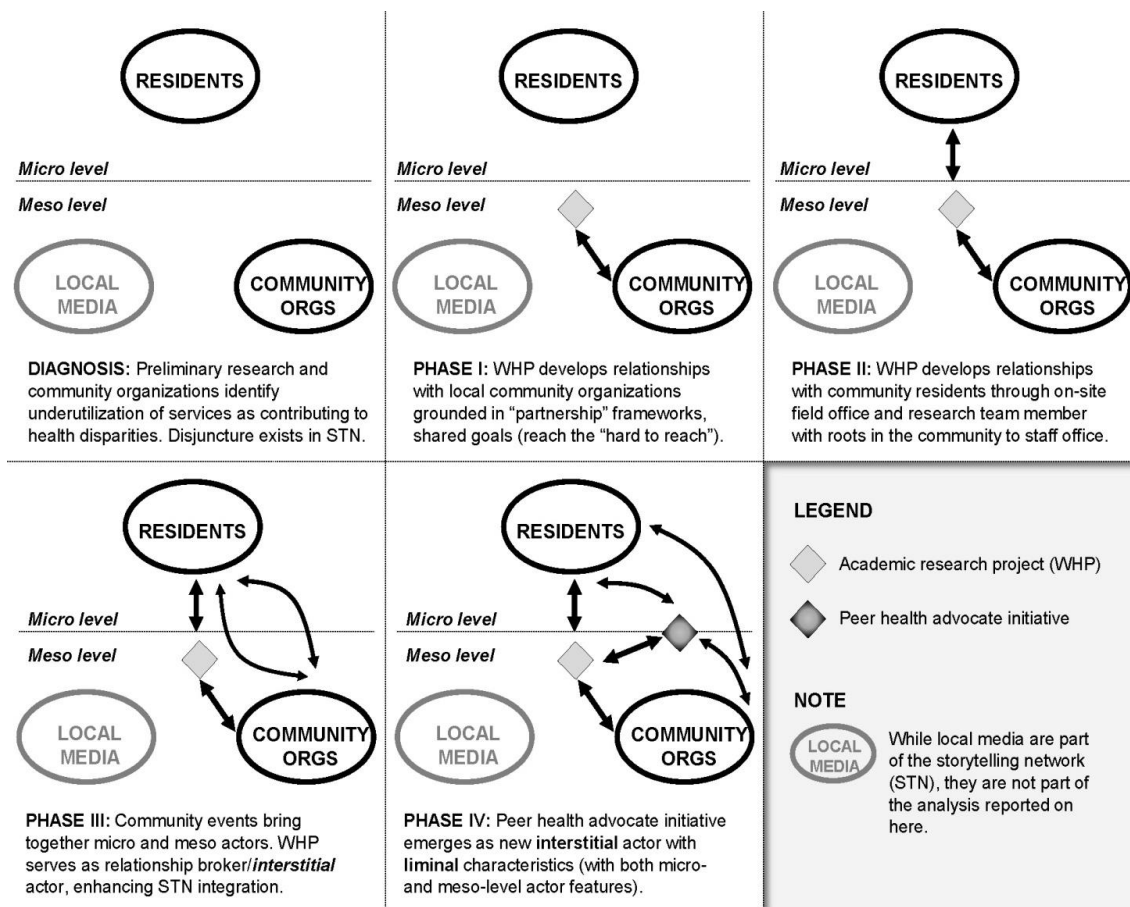 RESIDENTS
Micro level
Meso level
LOCAL
MEDIA
COMMUNITY
ORGS
DIAGNOSIS: Preliminary research and
community organizations identify
underutilization of services as contributing to
health disparities. Disjuncture exists in STN.
RESIDENTS
Micro level
Meso level
LOCAL
MEDIA
COMMUNITY
ORGS
PHASE I: WHP develops relationships
with local community organizations
grounded in “partnership” frameworks,
shared goals (reach the “hard to reach”).
RESIDENTS
Micro level
Meso level
LOCAL
MEDIA
COMMUNITY
ORGS
PHASE II: WHP develops relationships
with community residents through on-site
field office and research team member
with roots in the community to staff office.
RESIDENTS
Micro level
Meso level
LOCAL
MEDIA
COMMUNITY
ORGS
PHASE III: Community events bring
together micro and meso actors. WHP
serves as relationship broker/interstitial
actor, enhancing STN integration.
RESIDENTS
Micro level
Meso level
LOCAL
MEDIA
COMMUNITY
ORGS
PHASE IV: Peer health advocate initiative
emerges as new interstitial actor with
liminal characteristics (with both micro-
and meso-level actor features).
LEGEND
Academic research project (WHP)
Peer health advocate initiative
NOTE
LOCAL
MEDIA
While local media are part
of the storytelling network
(STN), they are not part of
the analysis reported on
here.